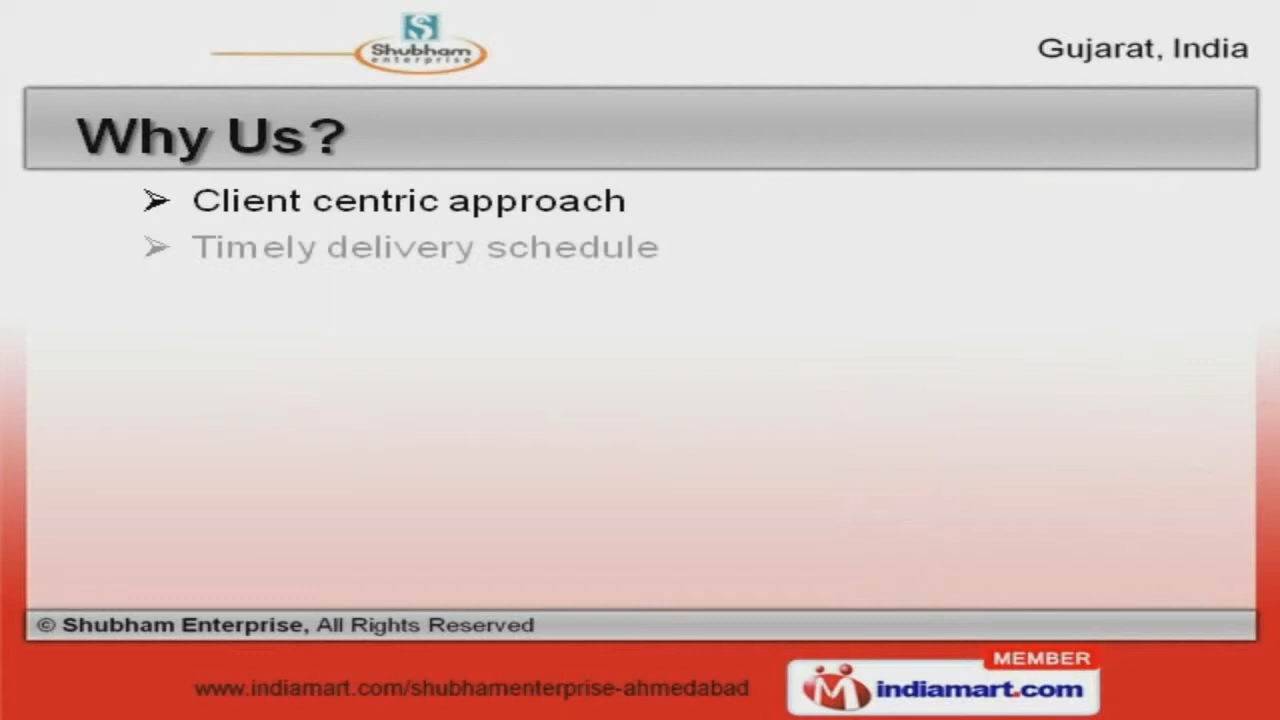 S
Shubham
enterprise
Gujarat, India
Why Us?
➢ Client centric approach
➢ Timely delivery schedule
© Shubham Enterprise, All Rights Reserved
MEMBER
www.indiamart.com/shubhamenterprise-ahmedabad
indiamart.com